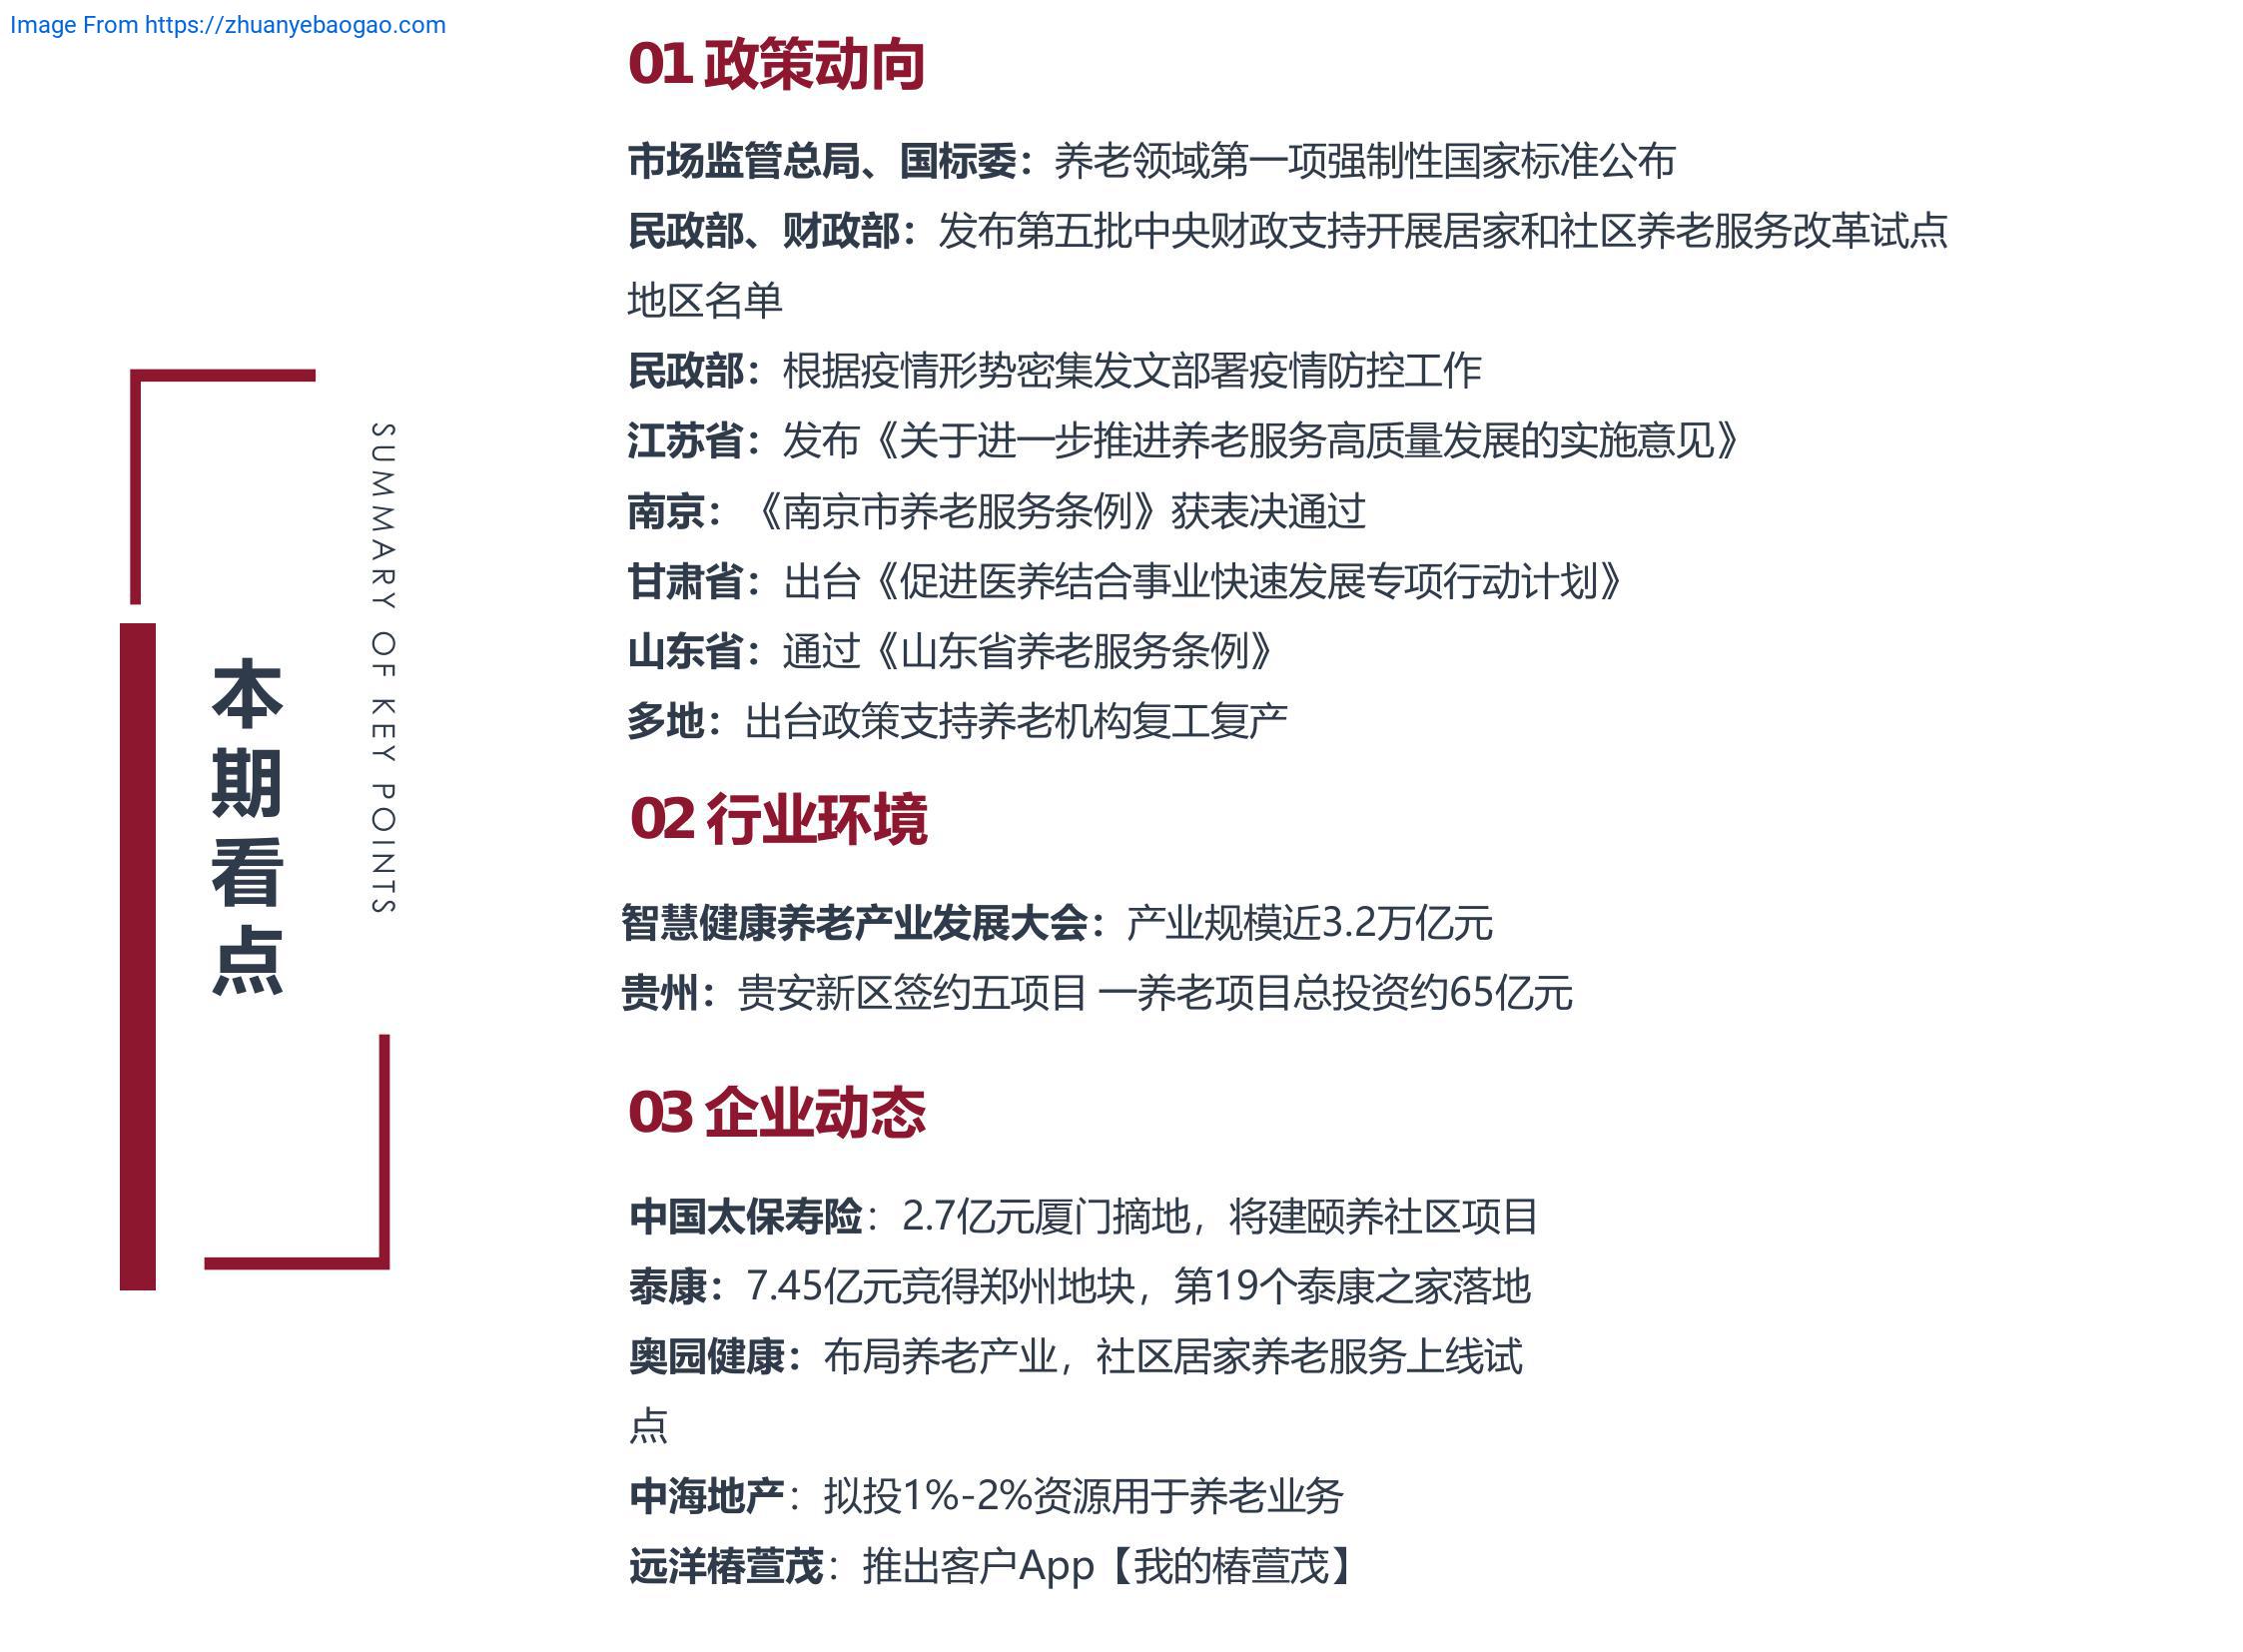 Image From https://zhuanyebaogao.com
本期看点
SUMMARY OF KEY POINTS
01 政策动向
市场监管总局、国标委：养老领域第一项强制性国家标准公布
民政部、财政部：发布第五批中央财政支持开展居家和社区养老服务改革试点
地区名单
民政部：根据疫情形势密集发文部署疫情防控工作
江苏省：发布《关于进一步推进养老服务高质量发展的实施意见》
南京：《南京市养老服务条例》获表决通过
甘肃省：出台《促进医养结合事业快速发展专项行动计划》
山东省：通过《山东省养老服务条例》
多地：出台政策支持养老机构复工复产
02 行业环境
智慧健康养老产业发展大会：产业规模近3.2万亿元
贵州：贵安新区签约五项目 一养老项目总投资约65亿元
03 企业动态
中国太保寿险：2.7亿元厦门摘地，将建颐养社区项目
泰康：7.45亿元竞得郑州地块，第19个泰康之家落地
奥园健康：布局养老产业，社区居家养老服务上线试
点
中海地产：拟投1%-2%资源用于养老业务
远洋椿萱茂：推出客户App【我的椿萱茂】